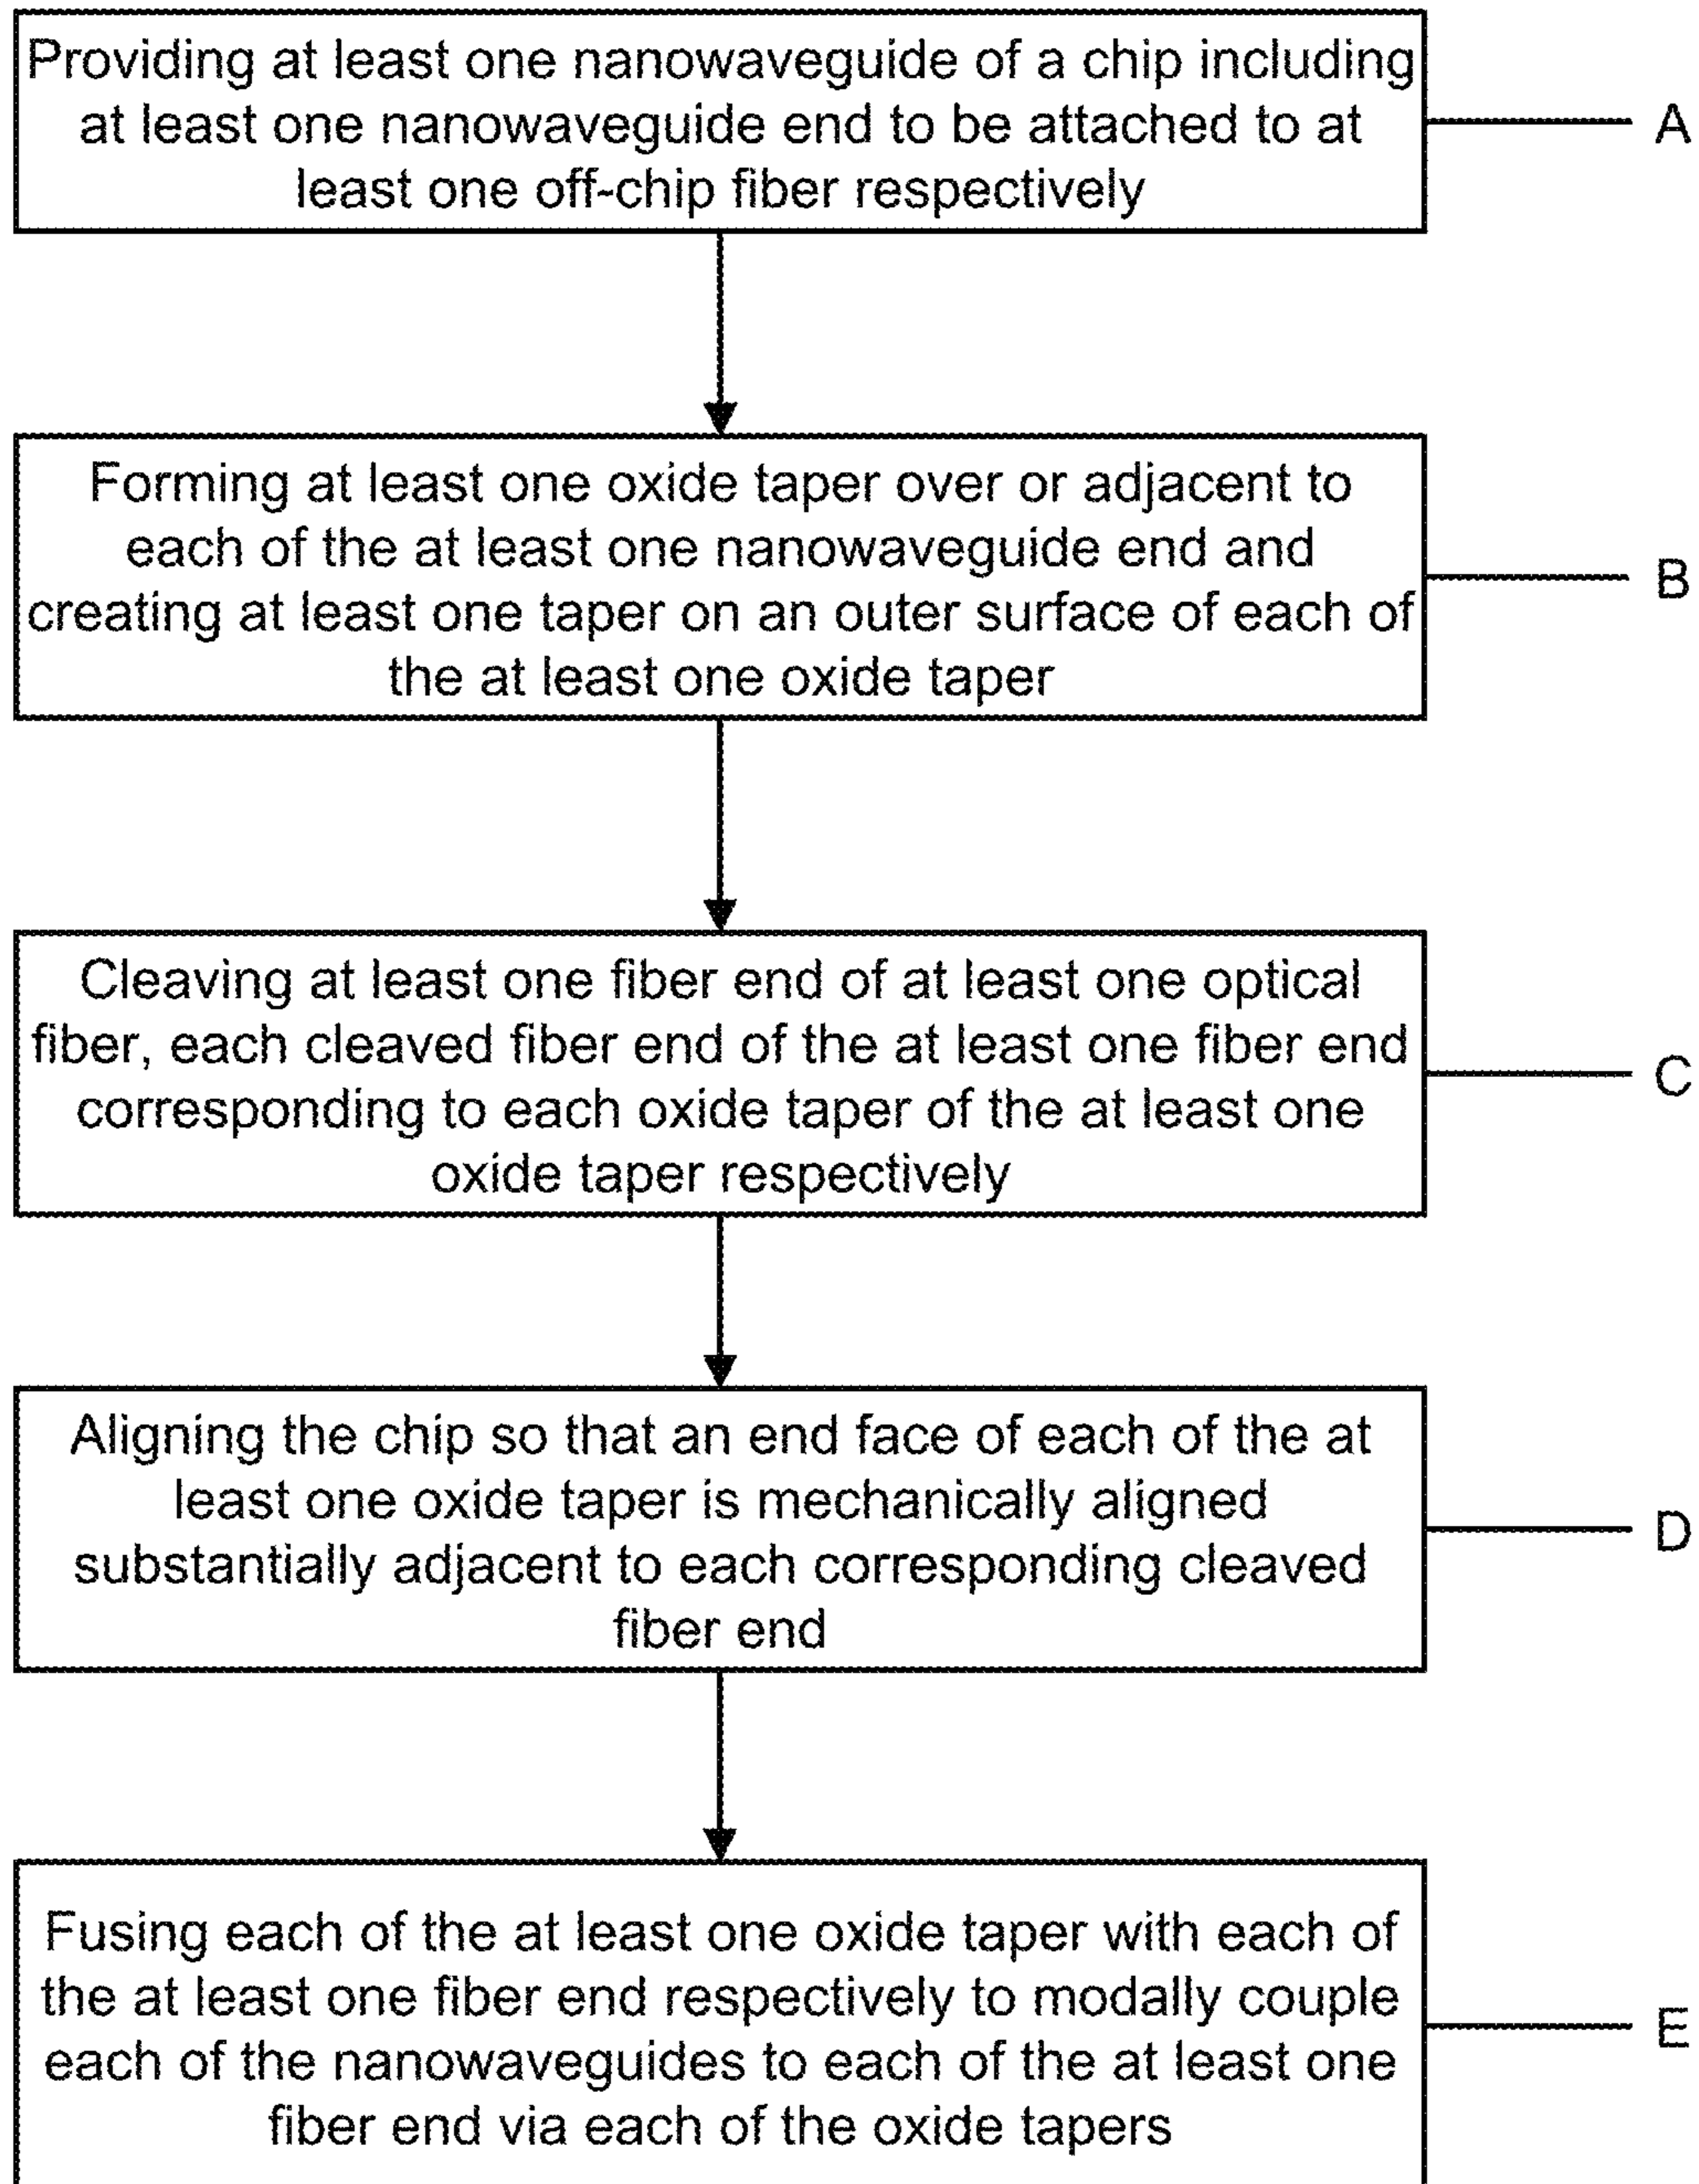 Providing at least one nanowaveguide of a chip including
at least one nanowaveguide end to be attached to at
least one off-chip fiber respectively
A
Forming at least one oxide taper over or adjacent to
each of the at least one nanowaveguide end and
creating at least one taper on an outer surface of each of
the at least one oxide taper
B
Cleaving at least one fiber end of at least one optical
fiber, each cleaved fiber end of the at least one fiber end
corresponding to each oxide taper of the at least one
oxide taper respectively
C
Aligning the chip so that an end face of each of the at
least one oxide taper is mechanically aligned
substantially adjacent to each corresponding cleaved
fiber end
D
Fusing each of the at least one oxide taper with each of
the at least one fiber end respectively to modally couple
each of the nanowaveguides to each of the at least one
fiber end via each of the oxide tapers
E